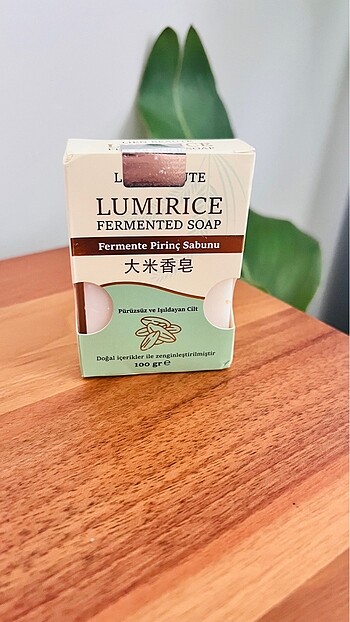 LUMIRICE
FERMENTED SOAP
Fermente Pirinç Sabunu
大米香皂
Pürüzsüz ve Işıldayan Cilt
Doğal içerikler ile zenginleştirilmiştir
100 gr ℮